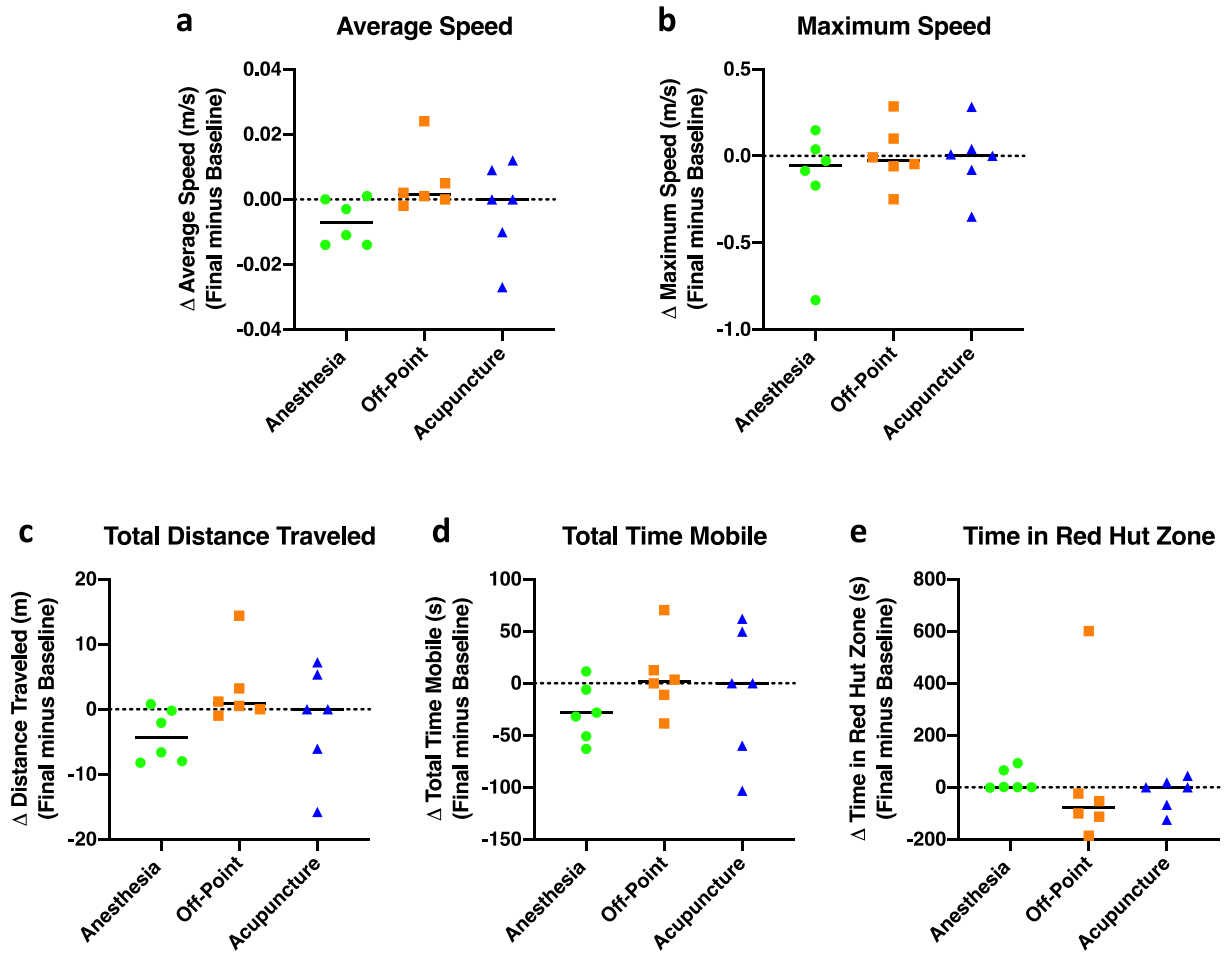 a
Average Speed
Δ Average Speed (m/s)
(Final minus Baseline)
0.04
0.02
0.00
-0.02
-0.04
Anesthesia
Off-Point
Acupuncture
b
Maximum Speed
Δ Maximum Speed (m/s)
(Final minus Baseline)
0.5
0.0
-0.5
-1.0
Anesthesia
Off-Point
Acupuncture
c
Total Distance Traveled
Δ Distance Traveled (m)
(Final minus Baseline)
20
10
0
-10
-20
Anesthesia
Off-Point
Acupuncture
d
Total Time Mobile
Δ Total Time Mobile (s)
(Final minus Baseline)
100
50
0
-50
-100
-150
Anesthesia
Off-Point
Acupuncture
e
Time in Red Hut Zone
Δ Time in Red Hut Zone (s)
(Final minus Baseline)
800
600
400
200
0
-200
Anesthesia
Off-Point
Acupuncture